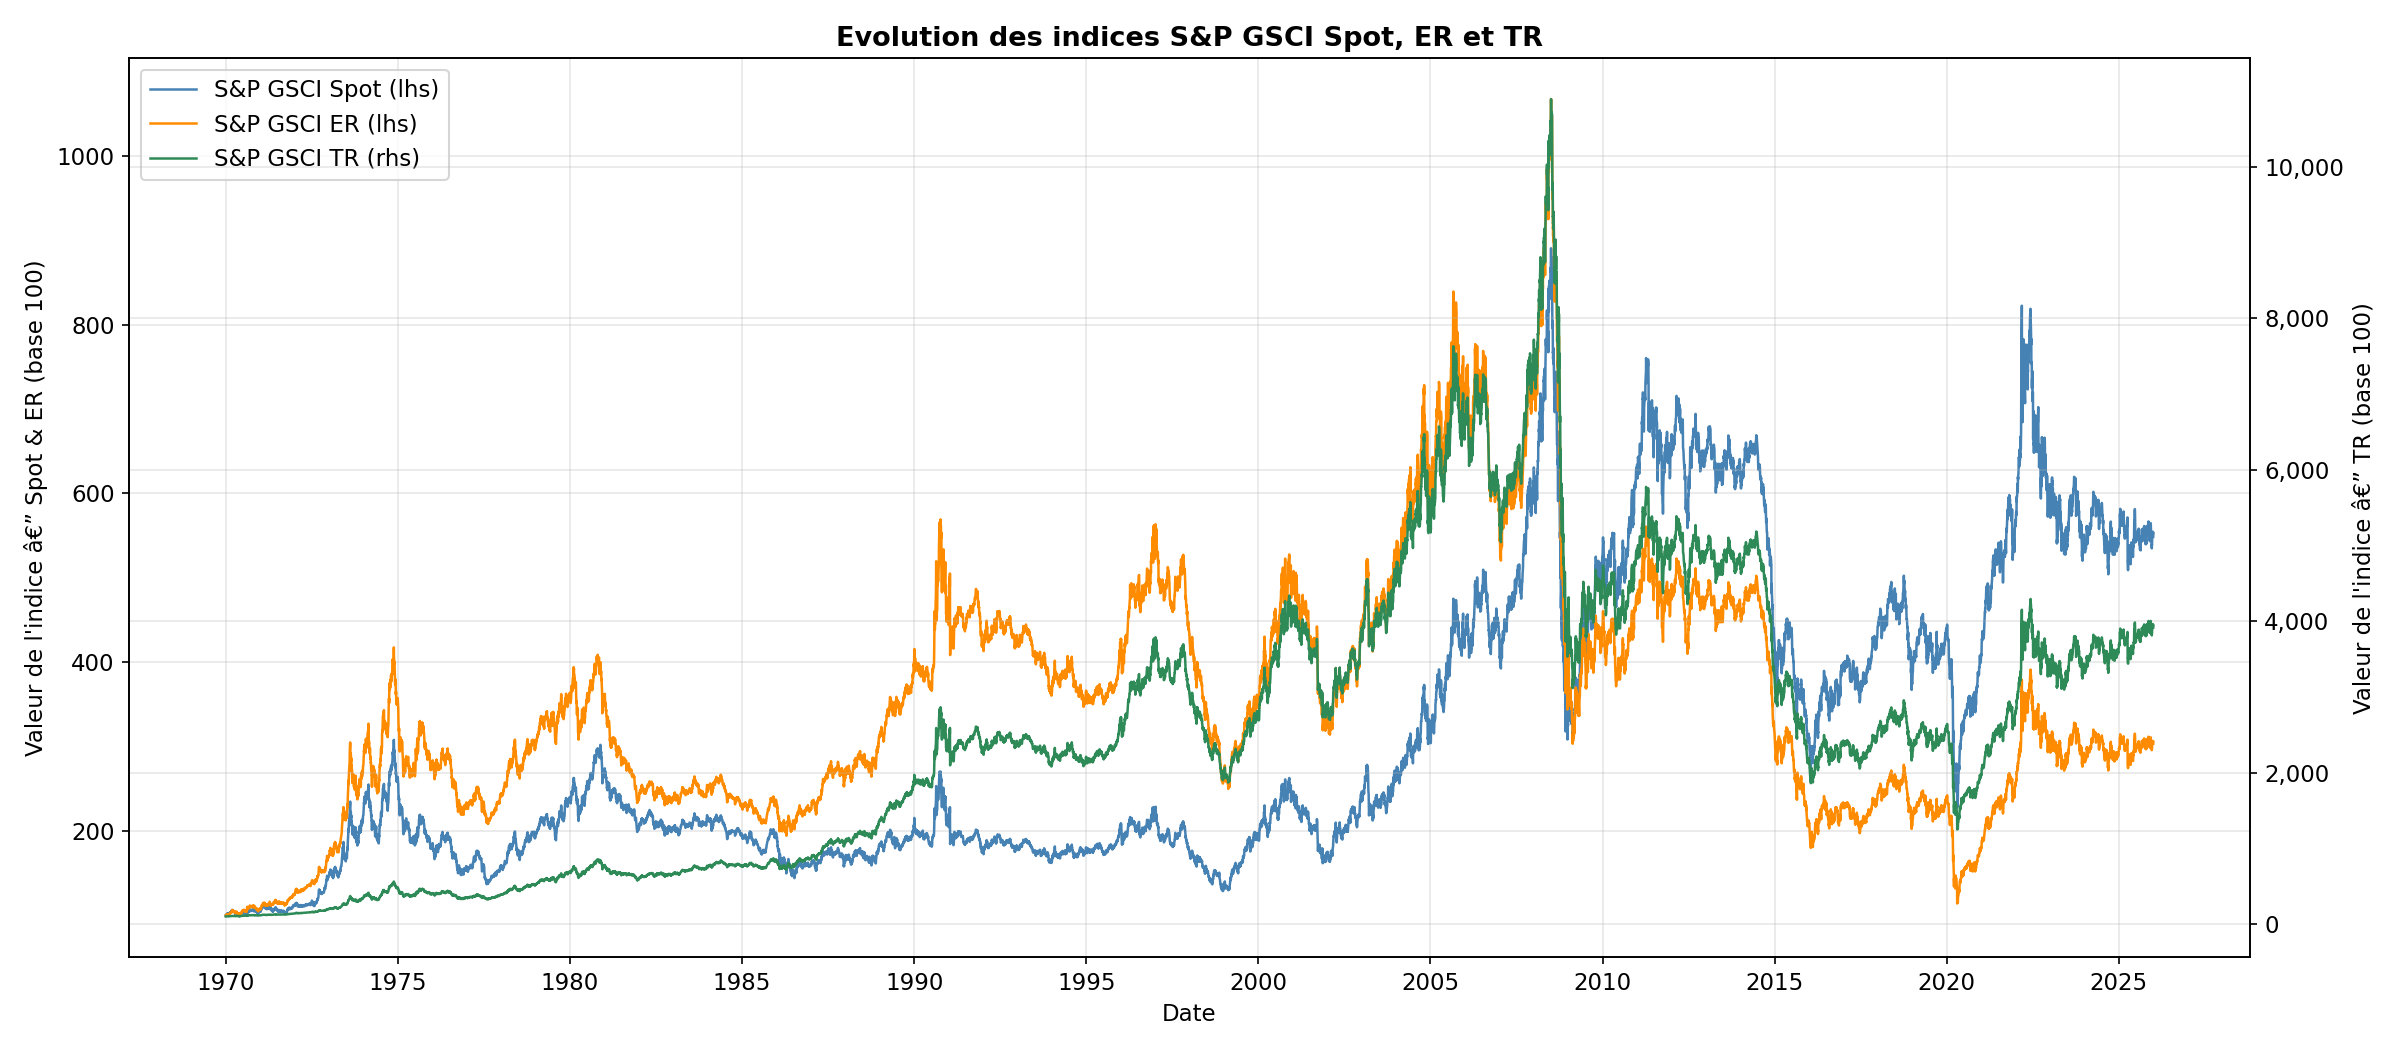 Evolution des indices S&P GSCI Spot, ER et TR
S&P GSCI Spot (lhs)
S&P GSCI ER (lhs)
S&P GSCI TR (rhs)
Valeur de l'indice â€” Spot & ER (base 100)
1000
800
600
400
200
10,000
8,000
6,000
4,000
2,000
0
Valeur de l'indice â€” TR (base 100)
1970 1975 1980 1985 1990 1995 2000 2005 2010 2015 2020 2025
Date